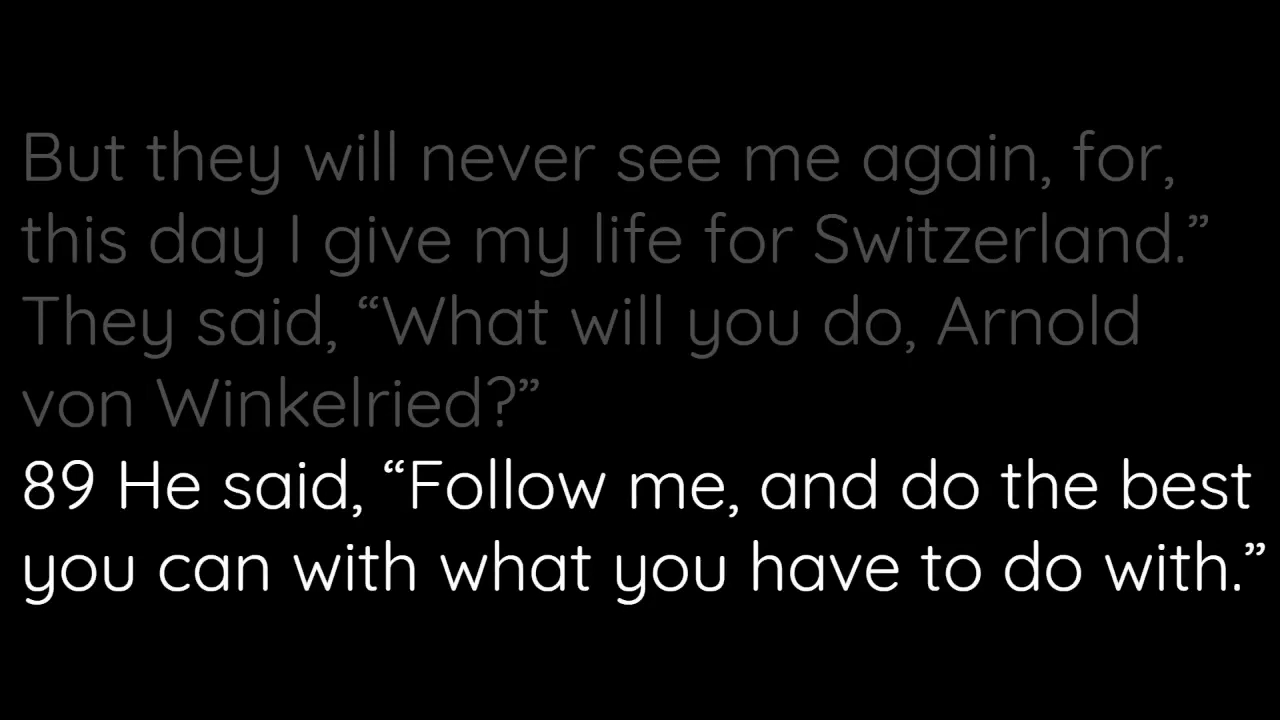 But they will never see me again, for,
this day I give my life for Switzerland.”
They said, “What will you do, Arnold
von Winkelried?”
89 He said, “Follow me, and do the best
you can with what you have to do with.”